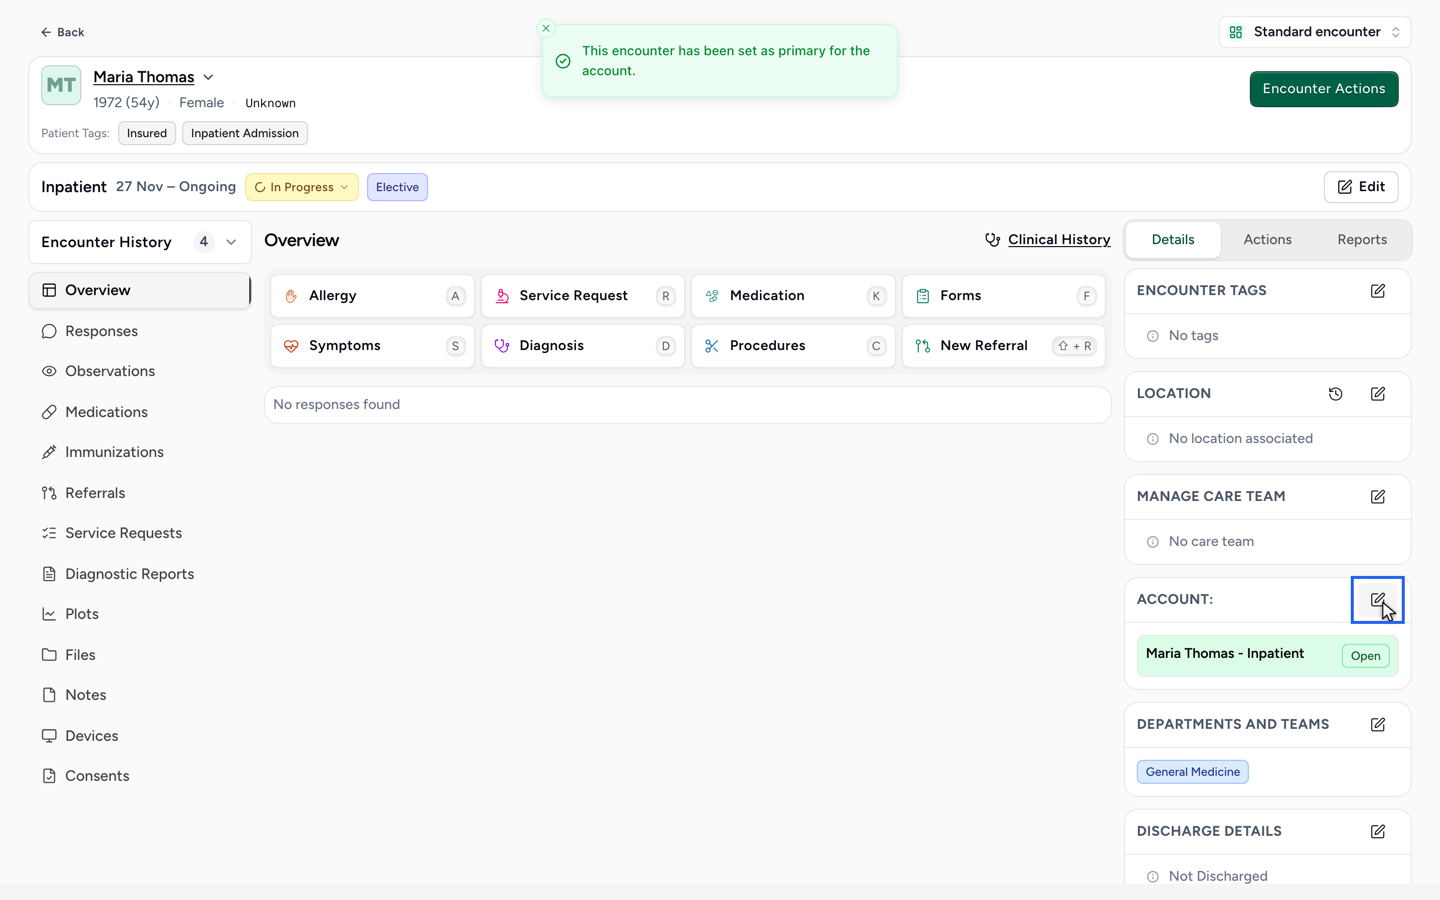 Back
This encounter has been set as primary for the
account.
Standard encounter
MT
Maria Thomas
1972 (54y) · Female · Unknown
Encounter Actions
Patient Tags: Insured Inpatient Admission
Inpatient 27 Nov – Ongoing In Progress Elective
Edit
Encounter History 4
Overview
Responses
Observations
Medications
Immunizations
Referrals
Service Requests
Diagnostic Reports
Plots
Files
Notes
Devices
Consents
Overview
Clinical History
Allergy A
Service Request R
Medication K
Forms F
Symptoms S
Diagnosis D
Procedures C
New Referral ⇧ + R
No responses found
Details
Actions
Reports
ENCOUNTER TAGS
No tags
LOCATION
No location associated
MANAGE CARE TEAM
No care team
ACCOUNT:
Maria Thomas - Inpatient Open
DEPARTMENTS AND TEAMS
General Medicine
DISCHARGE DETAILS
Not Discharged